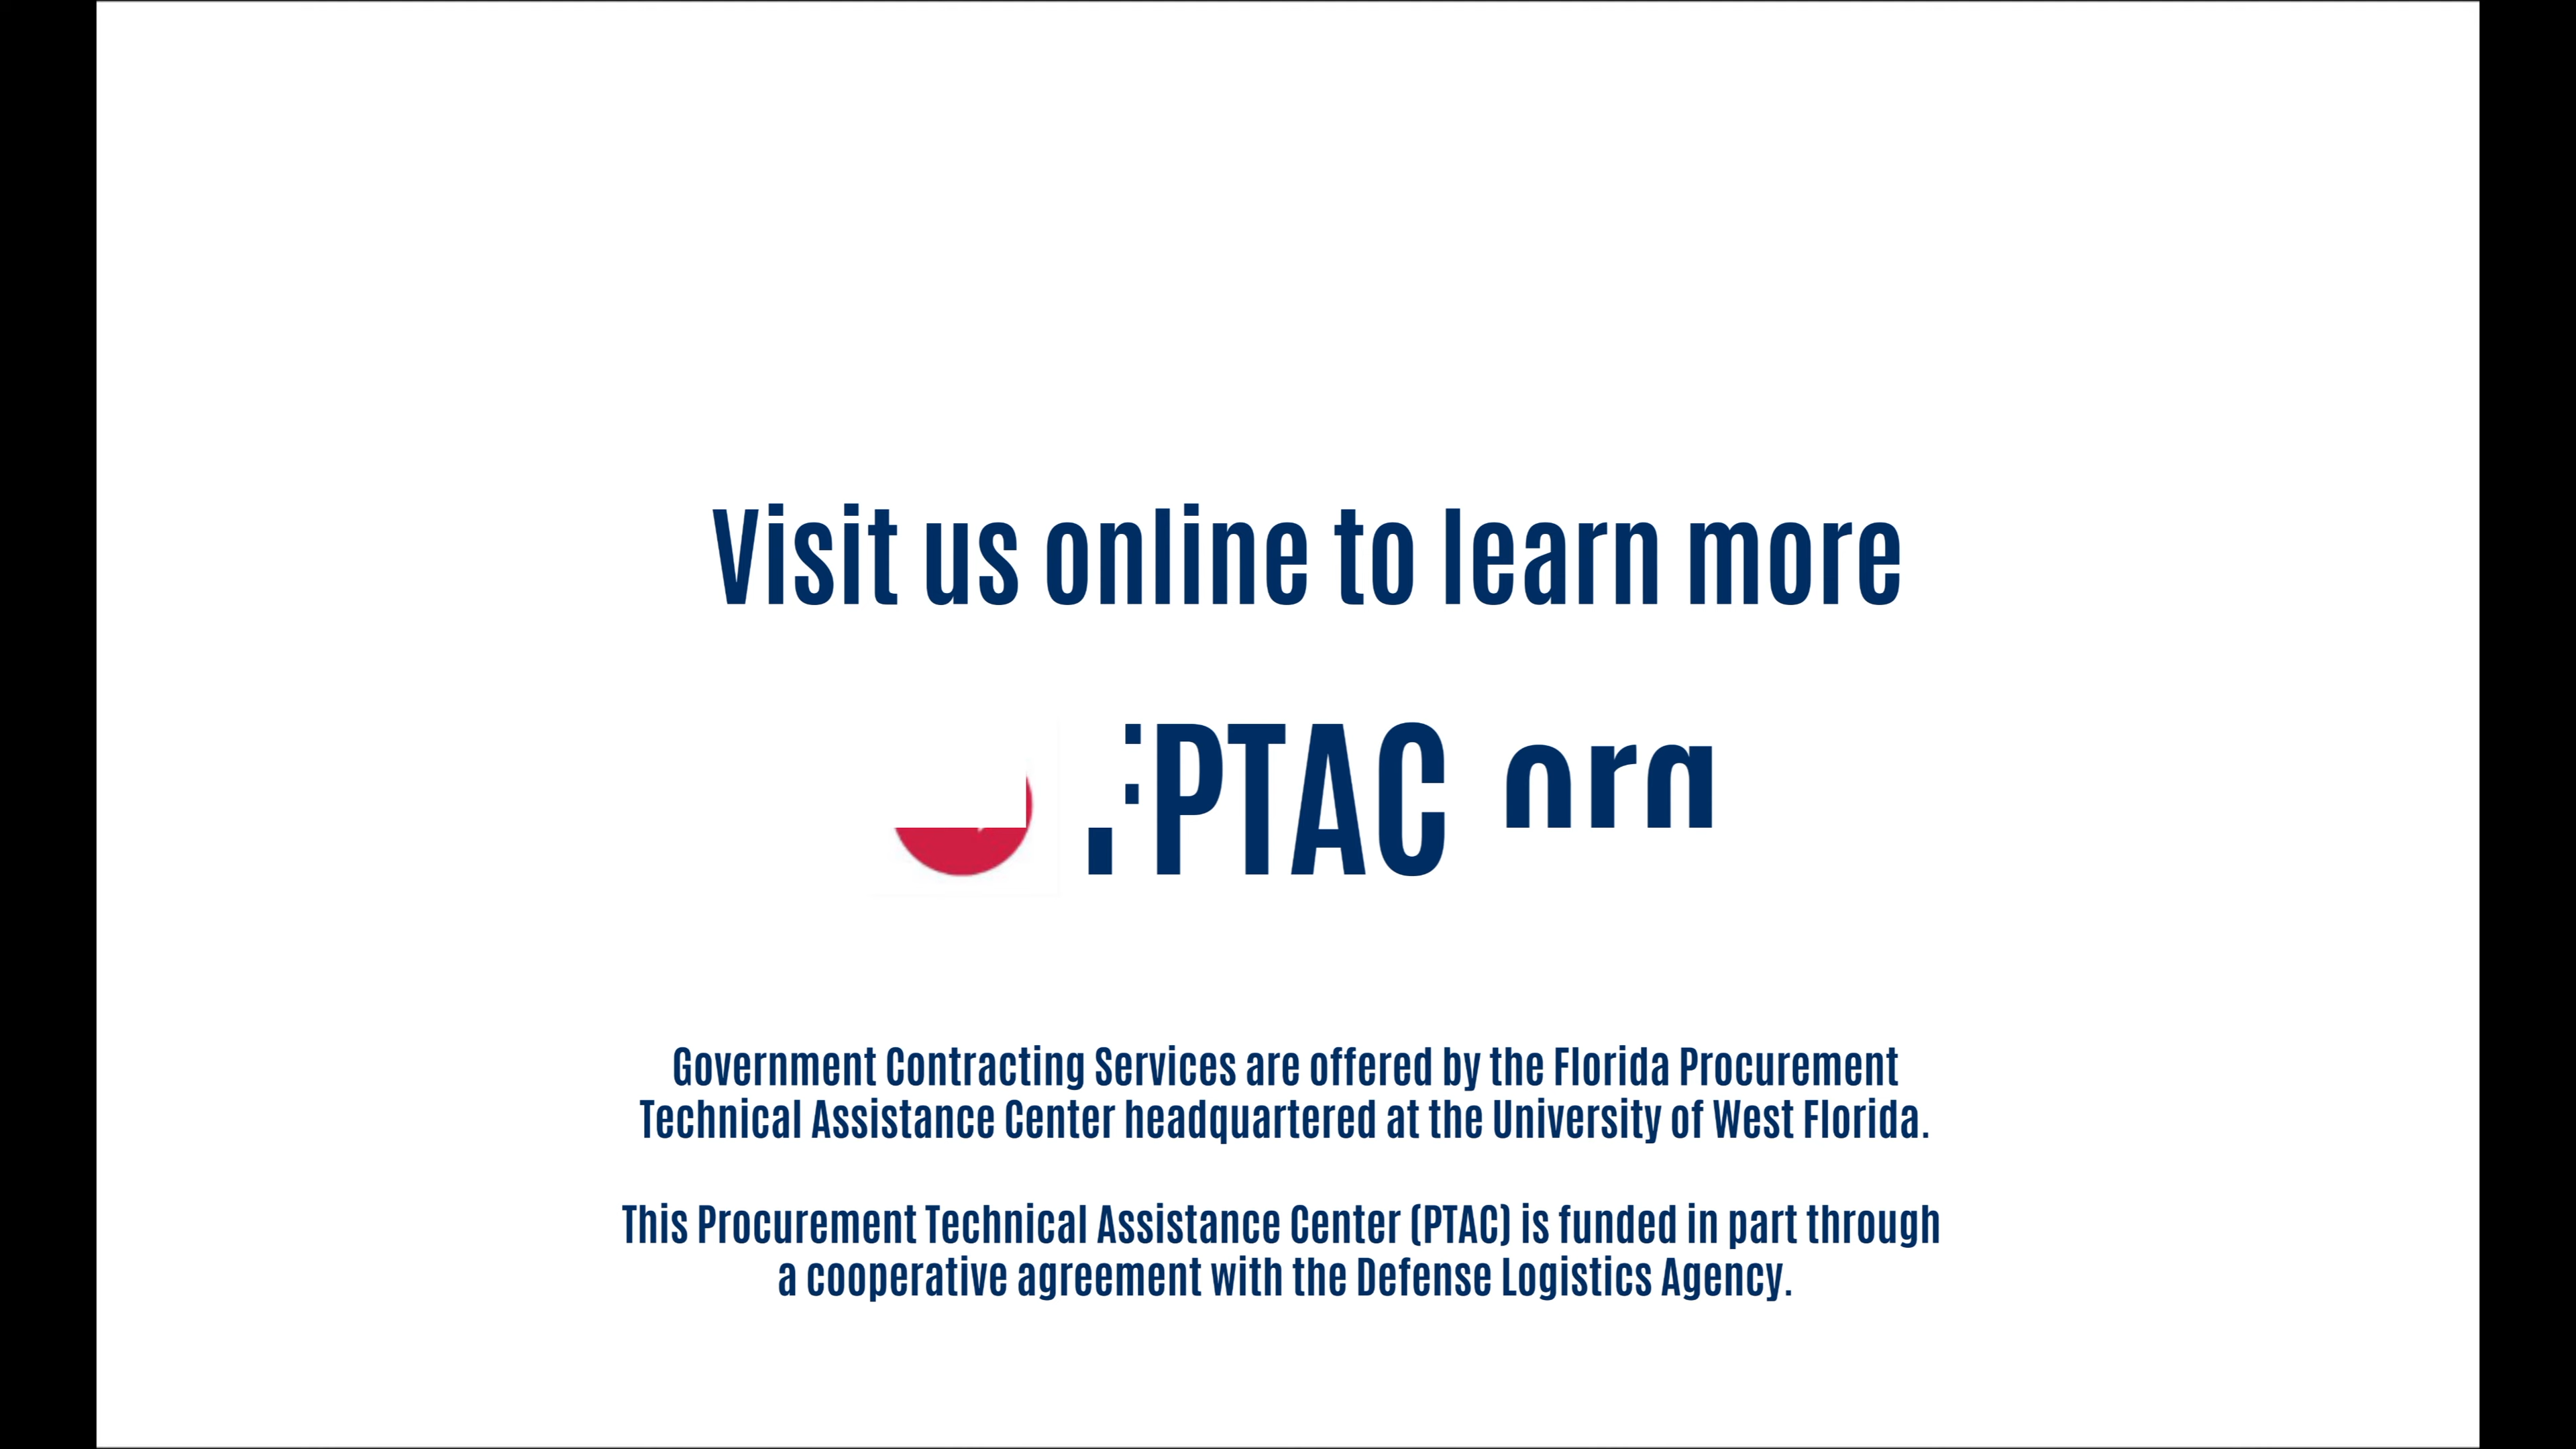 Visit us online to learn more
PTAC
Government Contracting Services are offered by the Florida Procurement
Technical Assistance Center headquartered at the University of West Florida.
This Procurement Technical Assistance Center (PTAC) is funded in part through
a cooperative agreement with the Defense Logistics Agency.